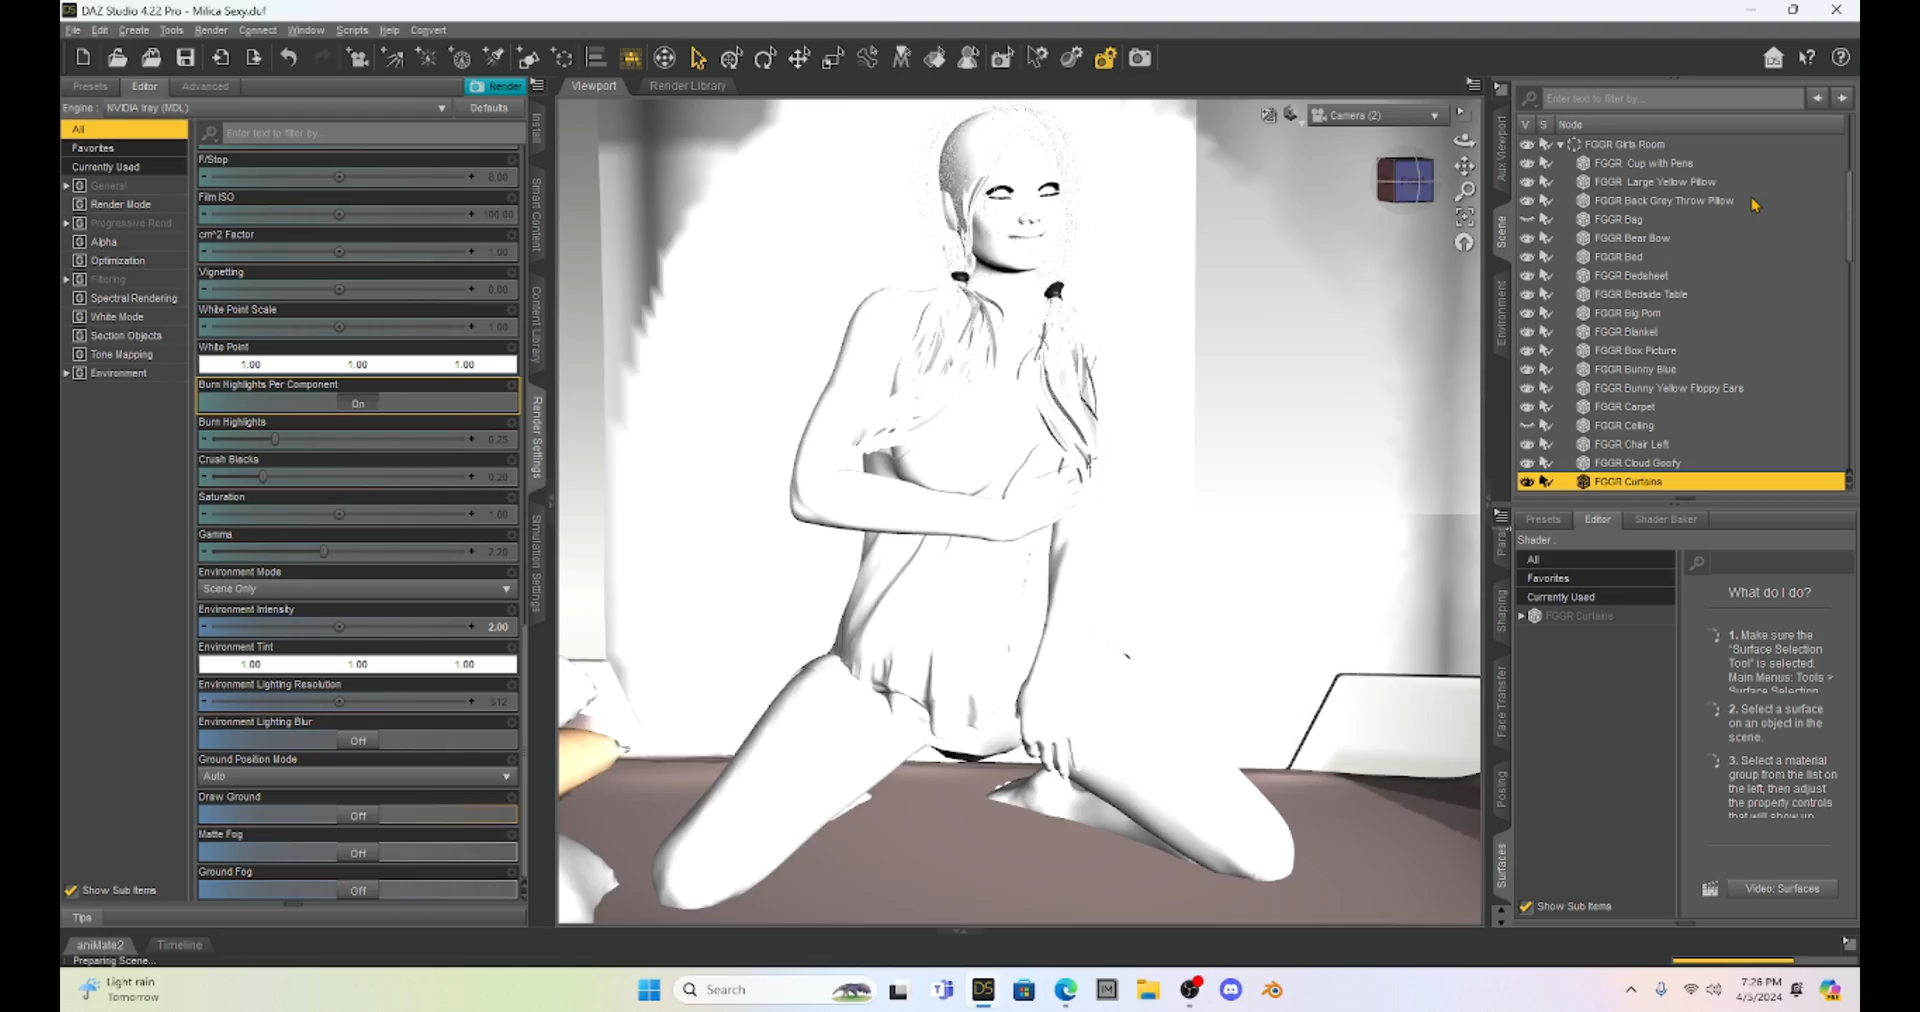 DAZ Studio 4.22 Pro - Milica Sexy.duf
File Edit Create Tools Render Connect Window Scripts Help Convert
Presets Editor Advanced Render
Engine : NVIDIA Iray (MDL) Defaults
All
Favorites
Currently Used
General
Render Mode
Progressive Rend
Alpha
Optimization
Filtering
Spectral Rendering
White Mode
Section Objects
Tone Mapping
Environment
Show Sub Items
Tips
Enter text to filter by...
F/Stop
8.00
Film ISO
100.00
cm^2 Factor
1.00
Vignetting
0.00
White Point Scale
1.00
White Point
1.00 1.00 1.00
Burn Highlights Per Component
On
Burn Highlights
0.25
Crush Blacks
0.20
Saturation
1.00
Gamma
2.20
Environment Mode
Scene Only
Environment Intensity
2.00
Environment Tint
1.00 1.00 1.00
Environment Lighting Resolution
512
Environment Lighting Blur
Off
Ground Position Mode
Auto
Draw Ground
Off
Matte Fog
Off
Ground Fog
Off
Install
Smart Content
Content Library
Render Settings
Simulation Settings
Viewport Render Library
Camera (2)
Aux Viewport
Scene
Environment
Enter text to filter by...
V S Node
FGGR Girls Room
FGGR Cup with Pens
FGGR Large Yellow Pillow
FGGR Back Grey Throw Pillow
FGGR Bag
FGGR Bear Bow
FGGR Bed
FGGR Bedsheet
FGGR Bedside Table
FGGR Big Pom
FGGR Blanket
FGGR Box Picture
FGGR Bunny Blue
FGGR Bunny Yellow Floppy Ears
FGGR Carpet
FGGR Ceiling
FGGR Chair Left
FGGR Cloud Goofy
FGGR Curtains
Para
Shaping
Face Transfer
Posing
Surfaces
Presets Editor Shader Baker
Shader :
All
Favorites
Currently Used
FGGR Curtains
What do I do?
1. Make sure the
"Surface Selection
Tool" is selected.
Main Menus: Tools >
Surface Selection
2. Select a surface
on an object in the
scene.
3. Select a material
group from the list on
the left, then adjust
the property controls
that will show up
Video: Surfaces
Show Sub Items
aniMate2 Timeline
Preparing Scene...
Light rain
Tomorrow
Search
7:26 PM
4/5/2024